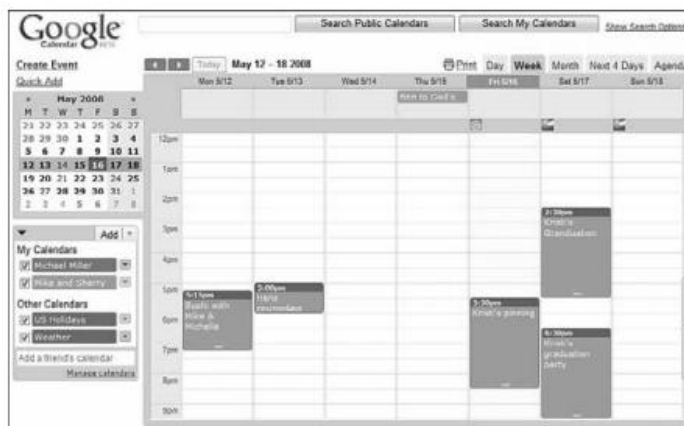 Google
Calendar BETA
Search Public Calendars
Search My Calendars
Show Search Options
Create Event
Quick Add
Today
May 12 – 18 2008
Print
Day
Week
Month
Next 4 Days
Agenda
Mon 5/12
Tue 5/13
Wed 5/14
Thu 5/15
Fri 5/16
Sat 5/17
Sun 5/18
« May 2008 »
M T W T F S S
21 22 23 24 25 26 27
28 29 30 1 2 3 4
5 6 7 8 9 10 11
12 13 14 15 16 17 18
19 20 21 22 23 24 25
26 27 28 29 30 31 1
2 3 4 5 6 7 8
Add
My Calendars
Michael Miller
Mike and Sherry
Other Calendars
US Holidays
Weather
Add a friend's calendar
Manage calendars
12pm
1am
2pm
3pm
4pm
5pm
6pm
7pm
8pm
9pm
5:15pm
Sushi with
Mike &
Michelle
5:00pm
5:30pm
Kristi's pinning
2:30pm
Kristi's
Graduation
6:30pm
Kristi's
graduation
party